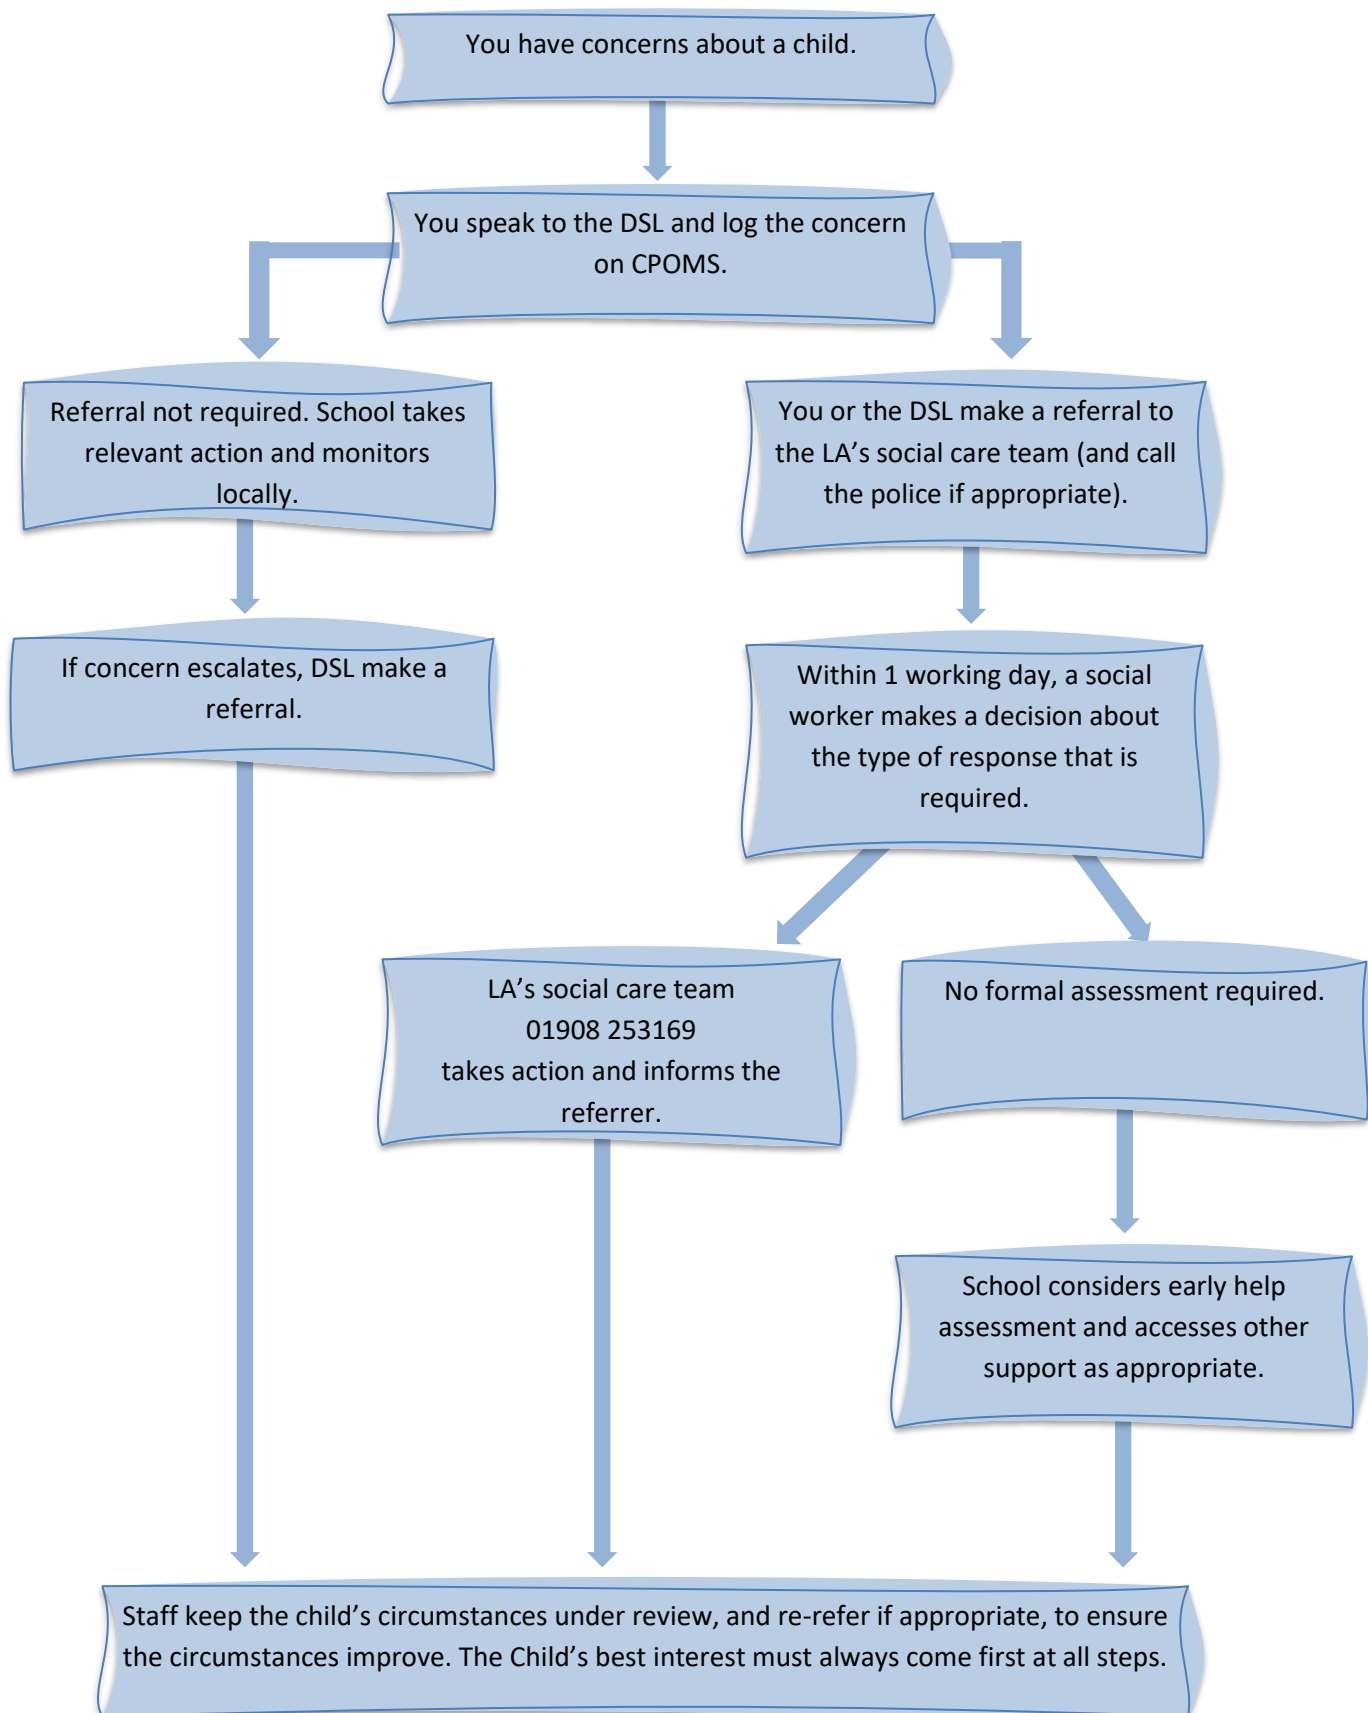 You have concerns about a child.
You speak to the DSL and log the concern
on CPOMS.
Referral not required. School takes
relevant action and monitors
locally.
You or the DSL make a referral to
the LA’s social care team (and call
the police if appropriate).
If concern escalates, DSL make a
referral.
Within 1 working day, a social
worker makes a decision about
the type of response that is
required.
LA’s social care team
01908 253169
takes action and informs the
referrer.
No formal assessment required.
School considers early help
assessment and accesses other
support as appropriate.
Staff keep the child’s circumstances under review, and re-refer if appropriate, to ensure
the circumstances improve. The Child’s best interest must always come first at all steps.